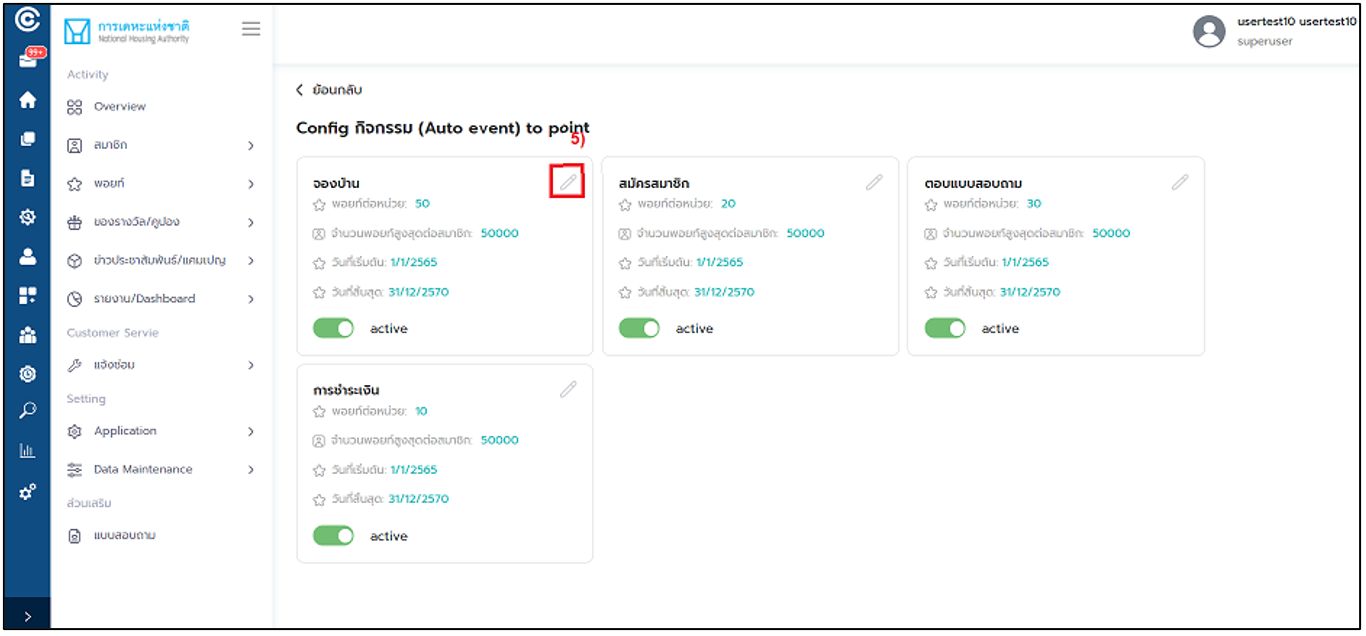 การเคหะแห่งชาติ
National Housing Authority
usertest10 usertest10
superuser
99+
Activity
Overview
สมาชิก
พอยท์
ของรางวัล/คูปอง
ข่าวประชาสัมพันธ์/แคมเปญ
รายงาน/Dashboard
Customer Servie
แจ้งซ่อม
Setting
Application
Data Maintenance
ส่วนเสริม
แบบสอบถาม
ย้อนกลับ
Config กิจกรรม (Auto event) to point
5)
จองบ้าน
พอยท์ต่อหน่วย: 50
จำนวนพอยท์สูงสุดต่อสมาชิก: 50000
วันที่เริ่มต้น: 1/1/2565
วันที่สิ้นสุด: 31/12/2570
active
สมัครสมาชิก
พอยท์ต่อหน่วย: 20
จำนวนพอยท์สูงสุดต่อสมาชิก: 50000
วันที่เริ่มต้น: 1/1/2565
วันที่สิ้นสุด: 31/12/2570
active
ตอบแบบสอบถาม
พอยท์ต่อหน่วย: 30
จำนวนพอยท์สูงสุดต่อสมาชิก: 50000
วันที่เริ่มต้น: 1/1/2565
วันที่สิ้นสุด: 31/12/2570
active
การชำระเงิน
พอยท์ต่อหน่วย: 10
จำนวนพอยท์สูงสุดต่อสมาชิก: 50000
วันที่เริ่มต้น: 1/1/2565
วันที่สิ้นสุด: 31/12/2570
active